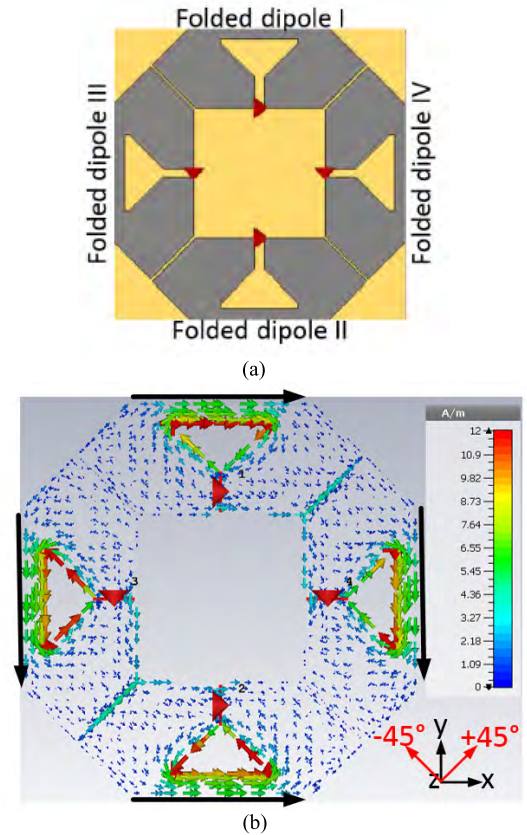 Folded dipole I
Folded dipole III
Folded dipole IV
Folded dipole II
(a)
A/m
12
10.9
9.82
8.73
7.64
6.55
5.45
4.36
3.27
2.18
1.09
0
1
3
4
2
-45° y +45°
z x
(b)